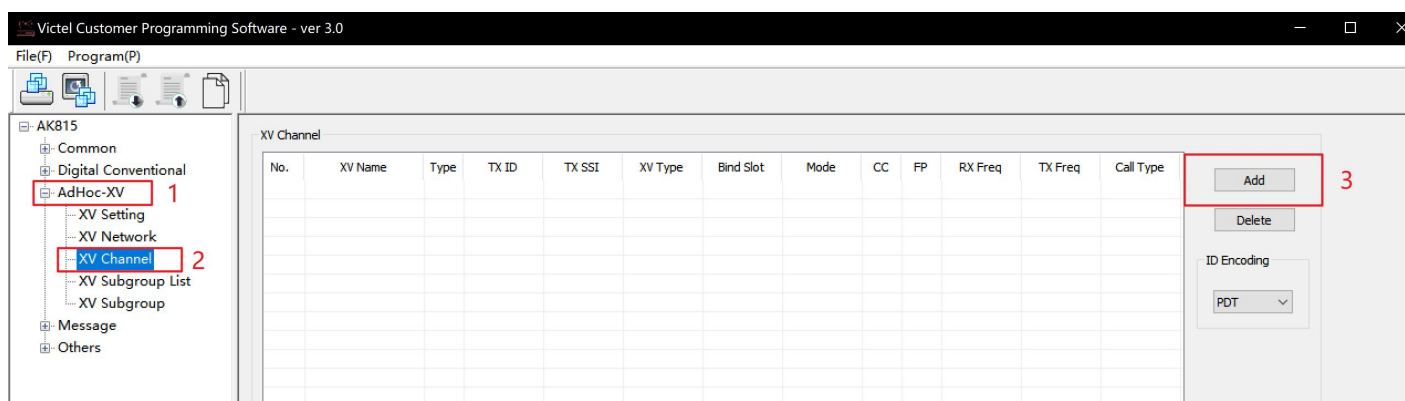 Victel Customer Programming Software - ver 3.0
File(F) Program(P)
AK815
Common
Digital Conventional
AdHoc-XV 1
XV Setting
XV Network
XV Channel 2
XV Subgroup List
XV Subgroup
Message
Others
XV Channel
No. XV Name Type TX ID TX SSI XV Type Bind Slot Mode CC FP RX Freq TX Freq Call Type
Add 3
Delete
ID Encoding
PDT